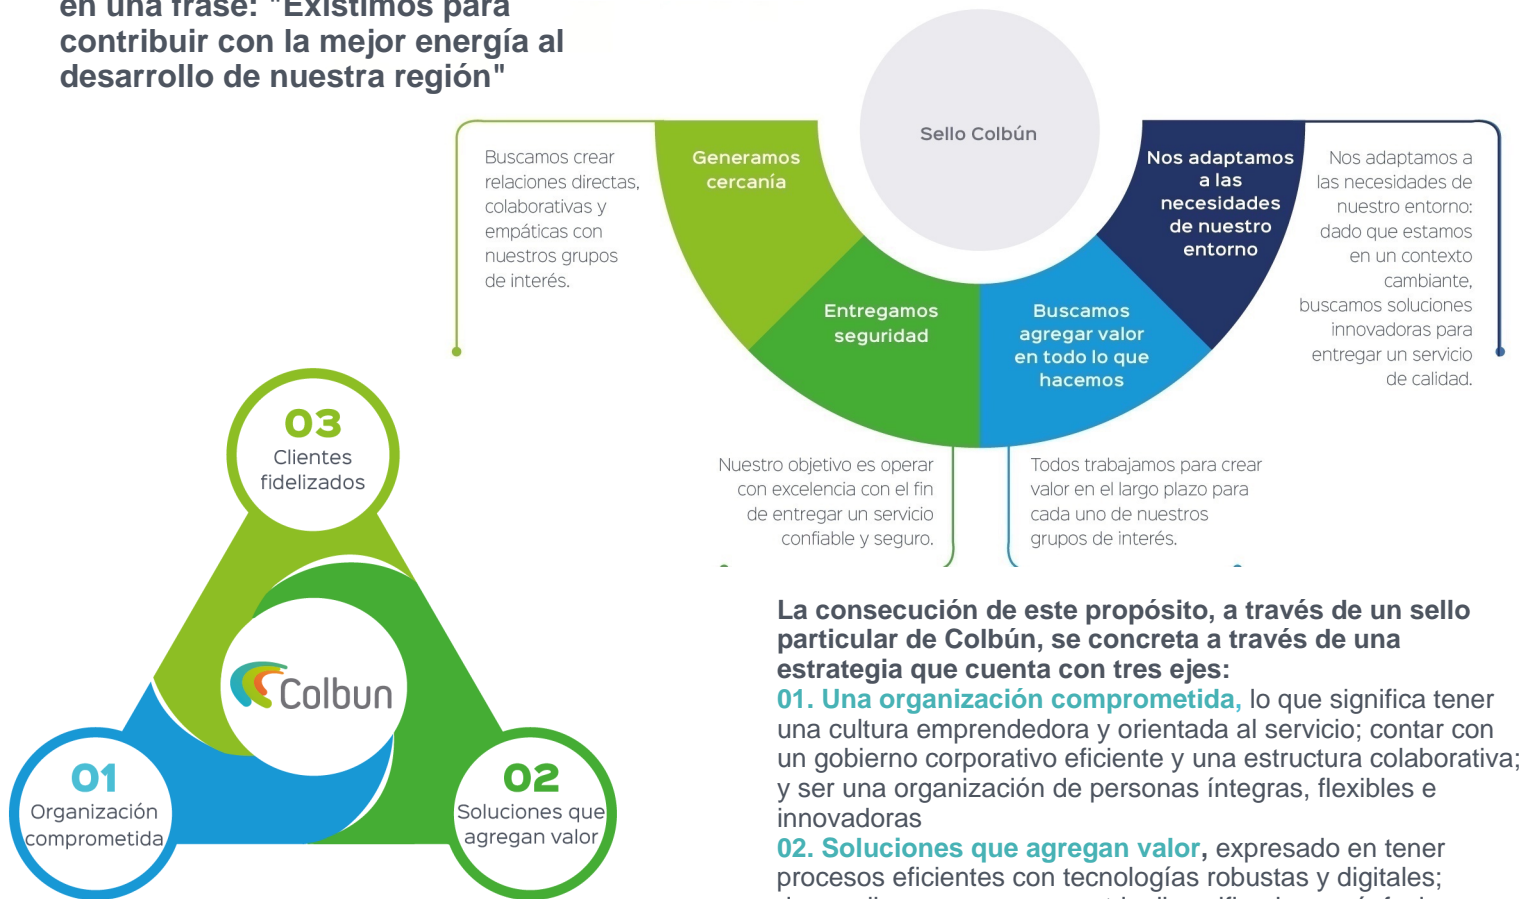 en una frase: "Existimos para
contribuir con la mejor energía al
desarrollo de nuestra región"
Sello Colbún
Buscamos crear
relaciones directas,
colaborativas y
empáticas con
nuestros grupos
de interés.
Generamos
cercanía
Entregamos
seguridad
Buscamos
agregar valor
en todo lo que
hacemos
Nos adaptamos
a las
necesidades
de nuestro
entorno
Nos adaptamos a
las necesidades de
nuestro entorno:
dado que estamos
en un contexto
cambiante,
buscamos soluciones
innovadoras para
entregar un servicio
de calidad.
Nuestro objetivo es operar
con excelencia con el fin
de entregar un servicio
confiable y seguro.
Todos trabajamos para crear
valor en el largo plazo para
cada uno de nuestros
grupos de interés.
03
Clientes
fidelizados
Colbun
01
Organización
comprometida
02
Soluciones que
agregan valor
La consecución de este propósito, a través de un sello
particular de Colbún, se concreta a través de una
estrategia que cuenta con tres ejes:
01. Una organización comprometida, lo que significa tener
una cultura emprendedora y orientada al servicio; contar con
un gobierno corporativo eficiente y una estructura colaborativa;
y ser una organización de personas íntegras, flexibles e
innovadoras
02. Soluciones que agregan valor, expresado en tener
procesos eficientes con tecnologías robustas y digitales;